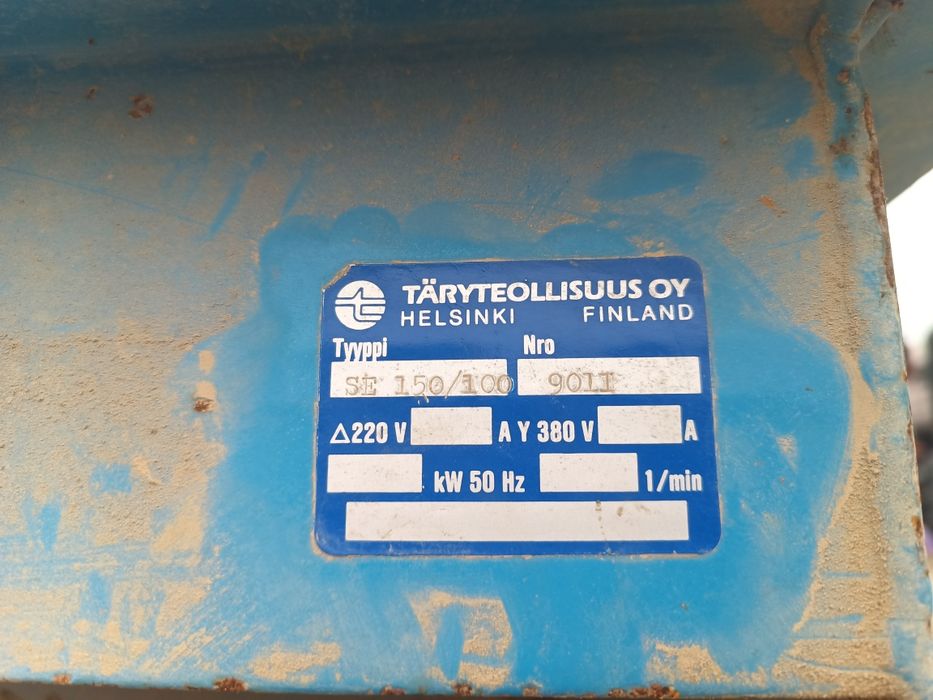 TÄRYTEOLLISUUS OY
HELSINKI FINLAND
Tyyppi Nro
SE 150/100 9011
△220 V A Y 380 V A
kW 50 Hz 1/min